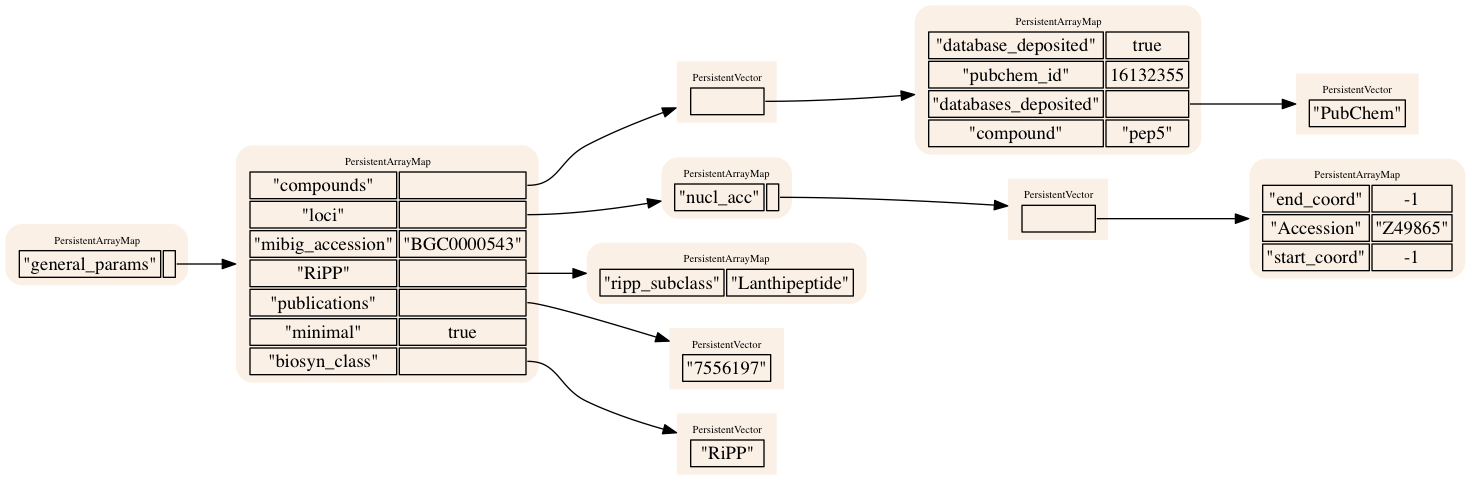 PersistentArrayMap
"general_params"
PersistentArrayMap
"compounds"
"loci"
"mibig_accession" "BGC0000543"
"RiPP"
"publications"
"minimal" true
"biosyn_class"
PersistentVector
PersistentArrayMap
"database_deposited" true
"pubchem_id" 16132355
"databases_deposited"
"compound" "pep5"
PersistentVector
"PubChem"
PersistentArrayMap
"nucl_acc"
PersistentVector
PersistentArrayMap
"end_coord" -1
"Accession" "Z49865"
"start_coord" -1
PersistentArrayMap
"ripp_subclass" "Lanthipeptide"
PersistentVector
"7556197"
PersistentVector
"RiPP"